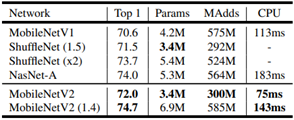 Network Top 1 Params MAdds CPU
MobileNetV1 70.6 4.2M 575M 113ms
ShuffleNet (1.5) 71.5 3.4M 292M -
ShuffleNet (x2) 73.7 5.4M 524M -
NasNet-A 74.0 5.3M 564M 183ms
MobileNetV2 72.0 3.4M 300M 75ms
MobileNetV2 (1.4) 74.7 6.9M 585M 143ms